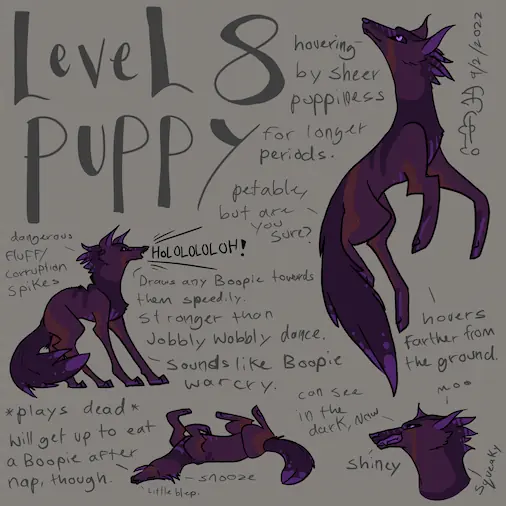 LeveL 8
puppy
hovering
by sheer
puppiness
for longer
periods.
9/2/2022
petable,
but are
you
sure?
dangerous
fluffy
corruption
spikes
HoLOLOLOLOH!
Draws any Boopie towards
them speedily.
Stronger than
Jobbly Wobbly dance.
Sounds like Boopie
warcry.
hovers
farther from
the ground.
*plays dead*
Will get up to eat
a Boopie after
nap, though.
snooze
Little blep.
can see
in the
dark, now
moo
shiney
Squeaky